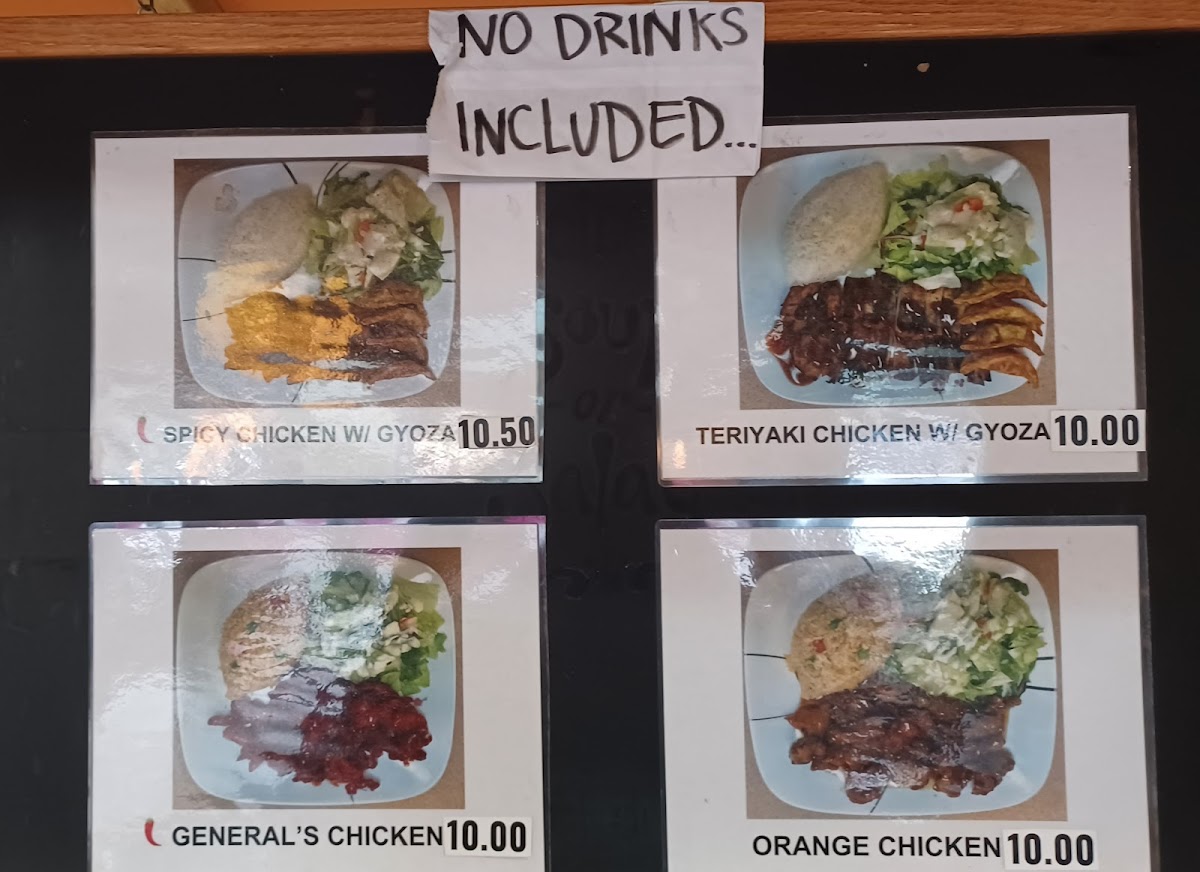 NO DRINKS
INCLUDED...
SPICY CHICKEN W/ GYOZA 10.50
TERIYAKI CHICKEN W/ GYOZA 10.00
GENERAL'S CHICKEN 10.00
ORANGE CHICKEN 10.00